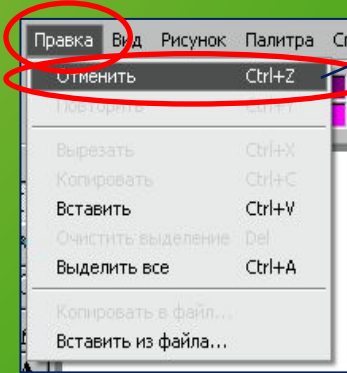 Правка Вид Рисунок Палитра
Отменить Ctrl+Z
Повторить Ctrl+Y
Вырезать Ctrl+X
Копировать Ctrl+C
Вставить Ctrl+V
Очистить выделение Del
Выделить все Ctrl+A
Копировать в файл...
Вставить из файла...